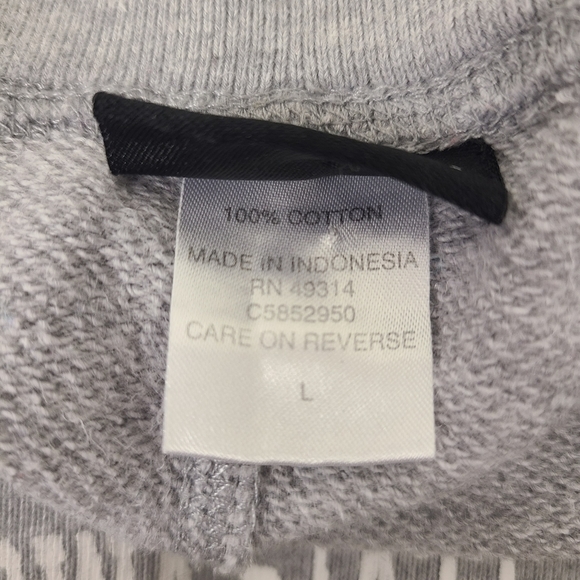 100% COTTON
MADE IN INDONESIA
RN 49314
C5852950
CARE ON REVERSE
L